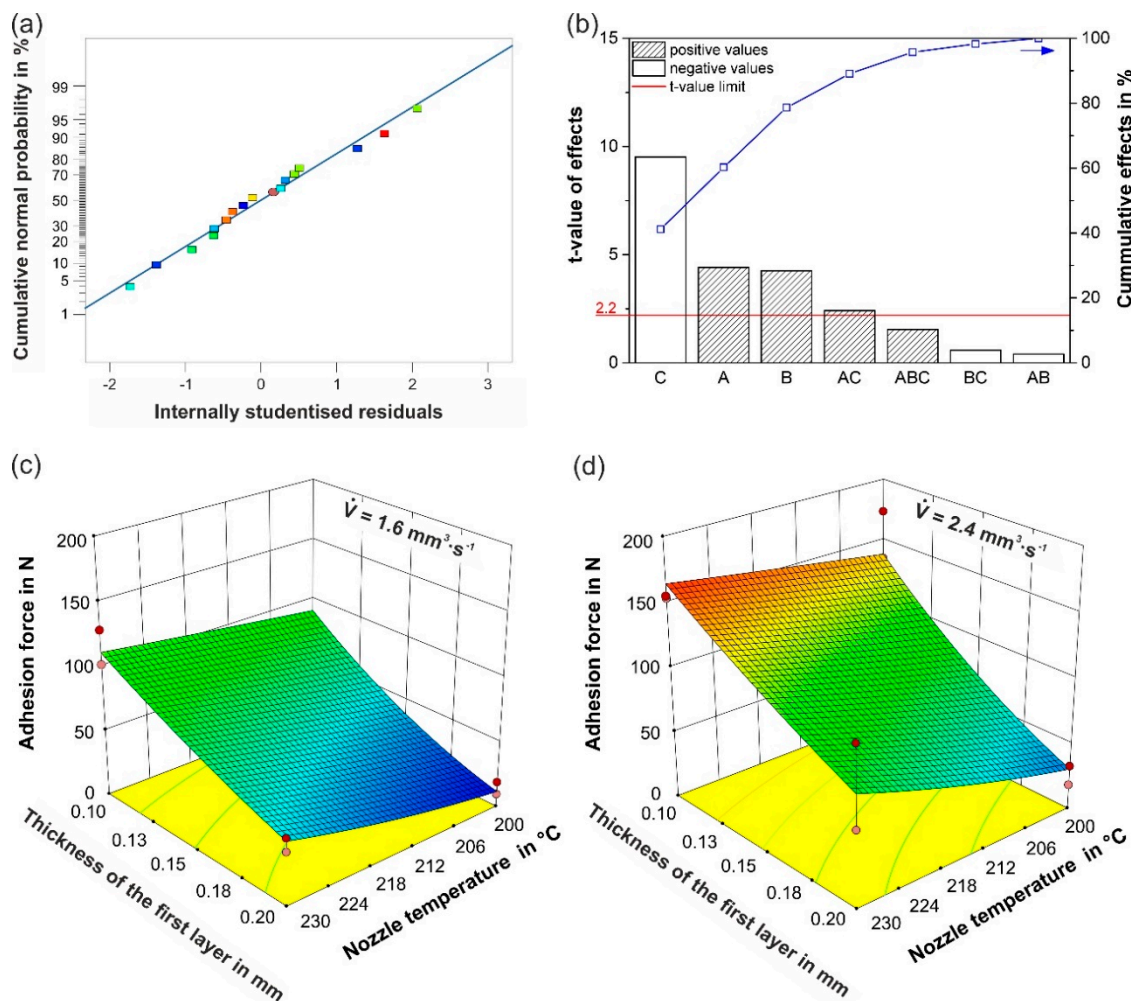 (a)
Cumulative normal probability in %
99
95
90
80
70
50
30
20
10
5
1
-2 -1 0 1 2 3
Internally studentised residuals
(b)
t-value of effects
15
10
5
0
positive values
negative values
t-value limit
2.2
C A B AC ABC BC AB
100
80
60
40
20
0
Cummulative effects in %
(c)
V̇ = 1.6 mm³·s⁻¹
Adhesion force in N
200
150
100
50
0
0.10
0.13
0.15
0.18
0.20
Thickness of the first layer in mm
230
224
218
212
206
200
Nozzle temperature in °C
(d)
V̇ = 2.4 mm³·s⁻¹
Adhesion force in N
200
150
100
50
0
0.10
0.13
0.15
0.18
0.20
Thickness of the first layer in mm
230
224
218
212
206
200
Nozzle temperature in °C